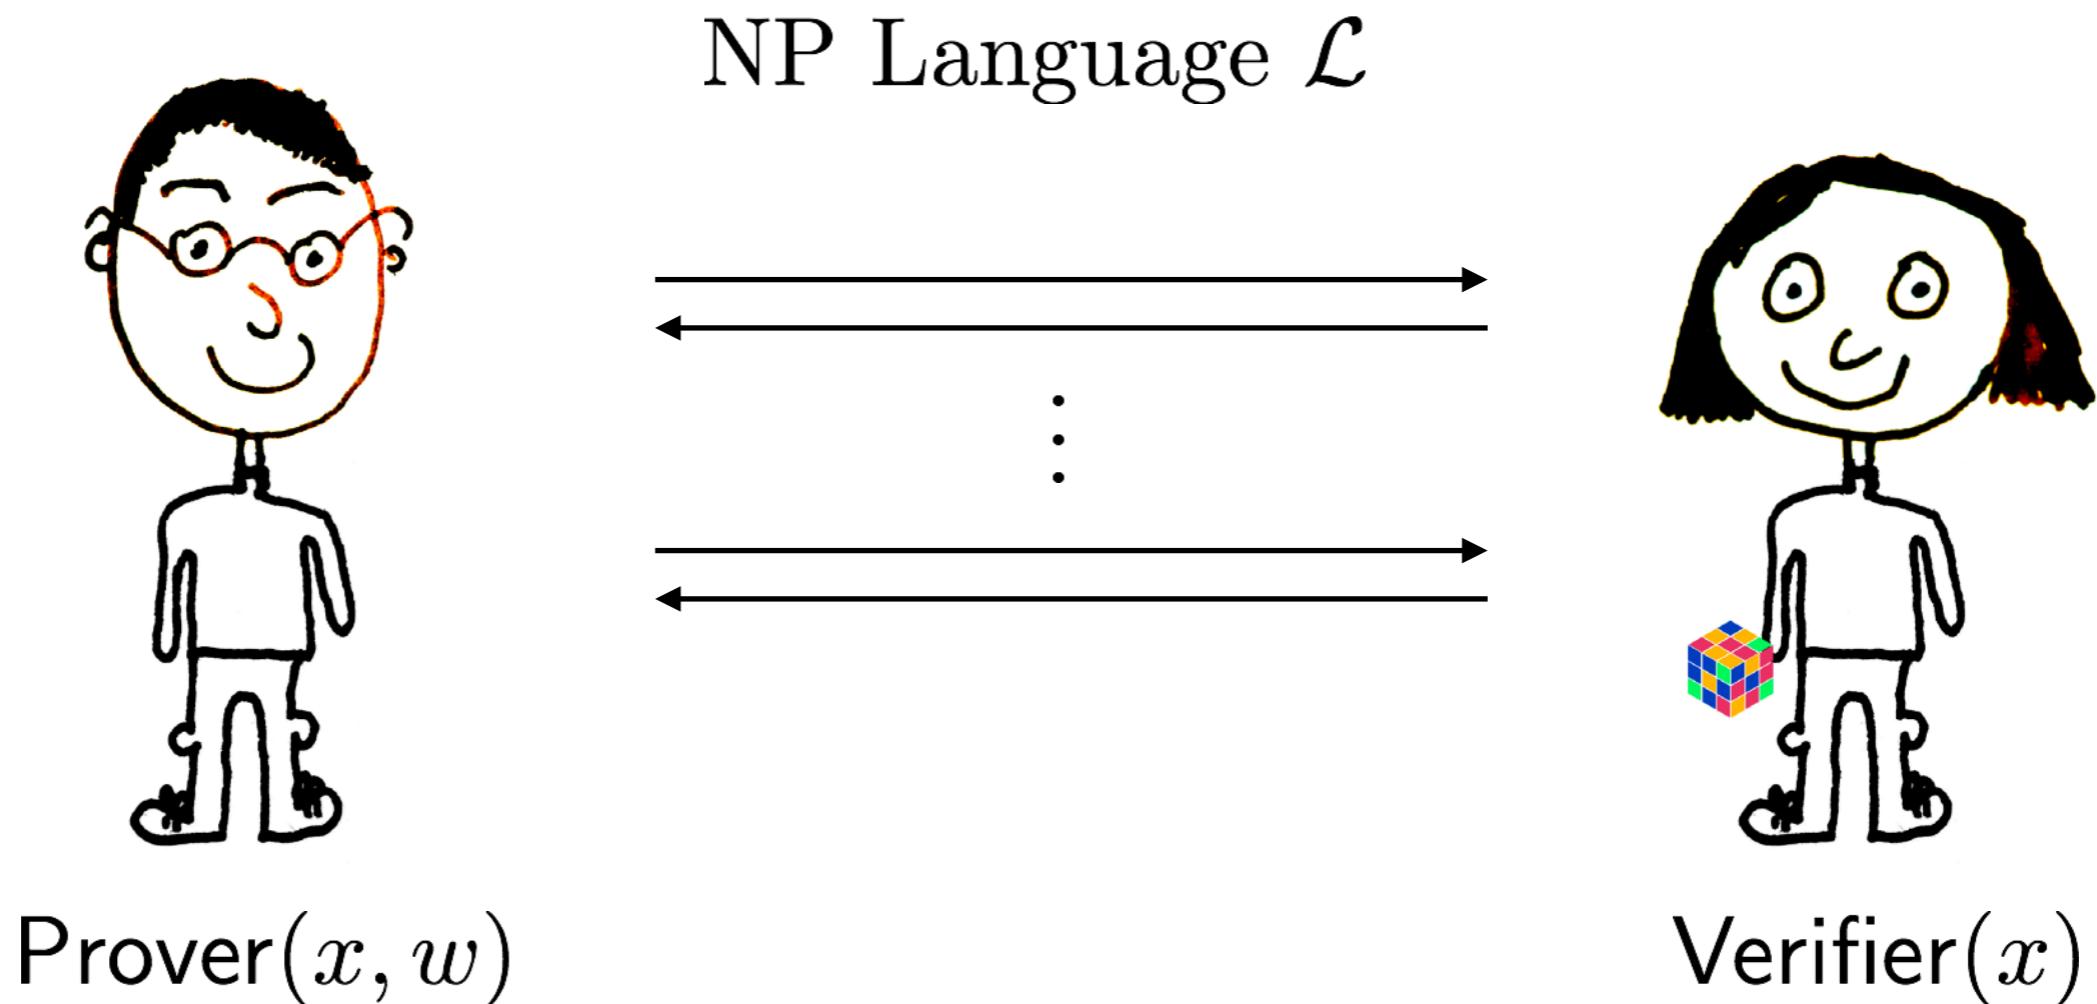 NP Language ℒ
Prover(x, w)
Verifier(x)